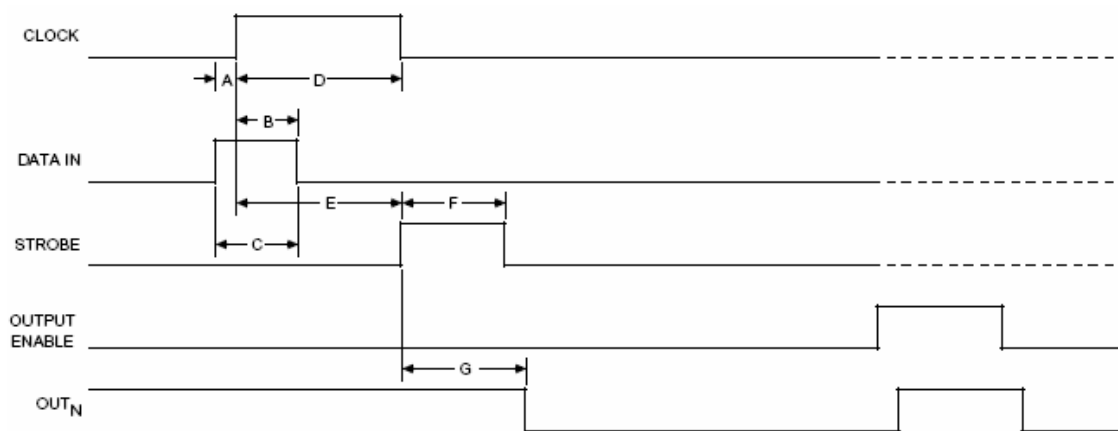 CLOCK
A
D
B
DATA IN
E
F
STROBE
C
OUTPUT
ENABLE
G
OUTN